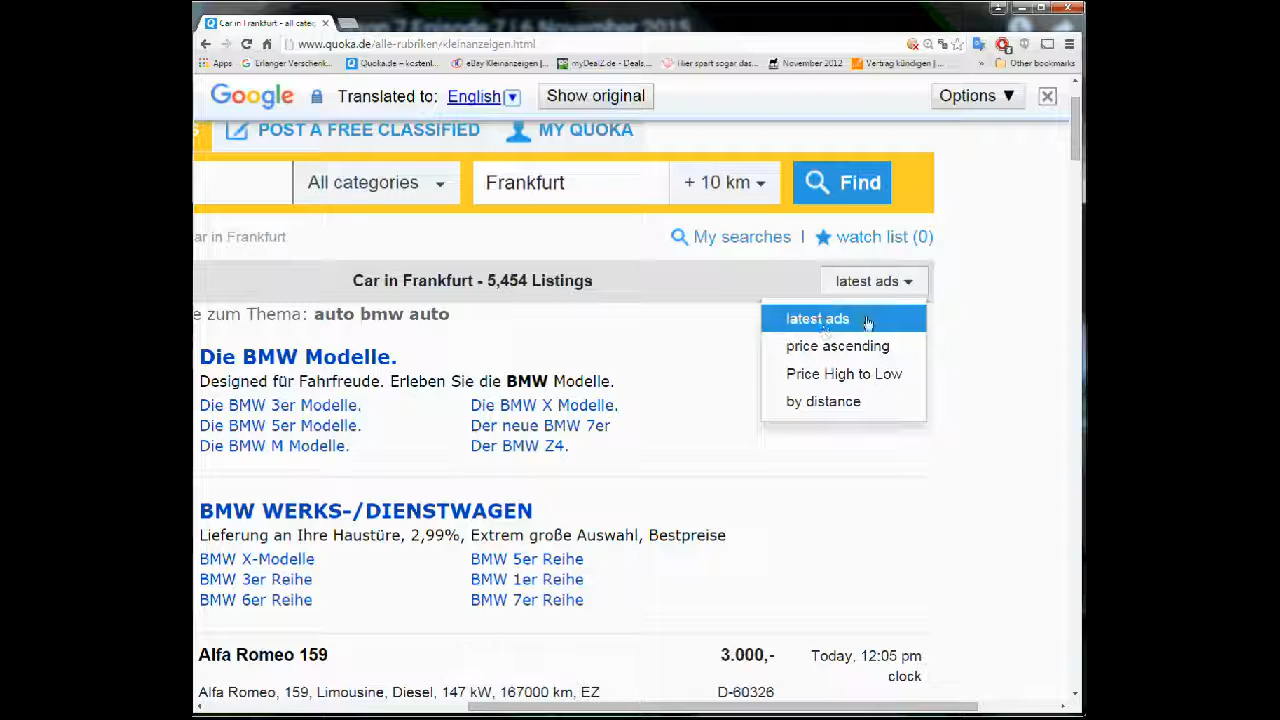 Car in Frankfurt - all categ
www.quoka.de/alle-rubriken/kleinanzeigen.html
Apps Erlanger Verschenk... Quoka.de – kostenl... eBay Kleinanzeigen |... myDealZ.de - Deals... Hier spart sogar das... November 2012 Vertrag kündigen |... » Other bookmarks
Google Translated to: English Show original Options ▼
POST A FREE CLASSIFIED MY QUOKA
All categories Frankfurt + 10 km Find
ar in Frankfurt My searches | watch list (0)
Car in Frankfurt - 5,454 Listings latest ads
e zum Thema: auto bmw auto
latest ads
price ascending
Price High to Low
by distance
Die BMW Modelle.
Designed für Fahrfreude. Erleben Sie die BMW Modelle.
Die BMW 3er Modelle. Die BMW X Modelle.
Die BMW 5er Modelle. Der neue BMW 7er
Die BMW M Modelle. Der BMW Z4.
BMW WERKS-/DIENSTWAGEN
Lieferung an Ihre Haustüre, 2,99%, Extrem große Auswahl, Bestpreise
BMW X-Modelle BMW 5er Reihe
BMW 3er Reihe BMW 1er Reihe
BMW 6er Reihe BMW 7er Reihe
Alfa Romeo 159 3.000,- Today, 12:05 pm
clock
Alfa Romeo, 159, Limousine, Diesel, 147 kW, 167000 km, EZ D-60326